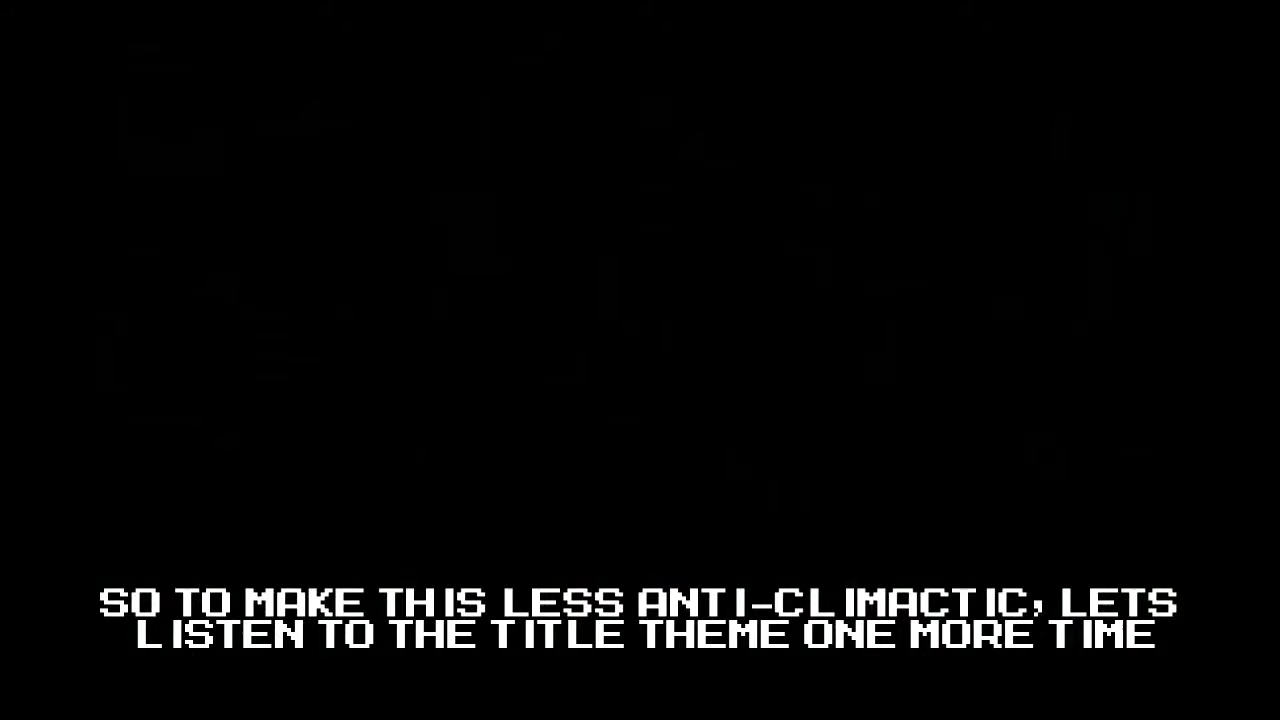 SO TO MAKE THIS LESS ANTI-CLIMACTIC, LETS
LISTEN TO THE TITLE THEME ONE MORE TIME